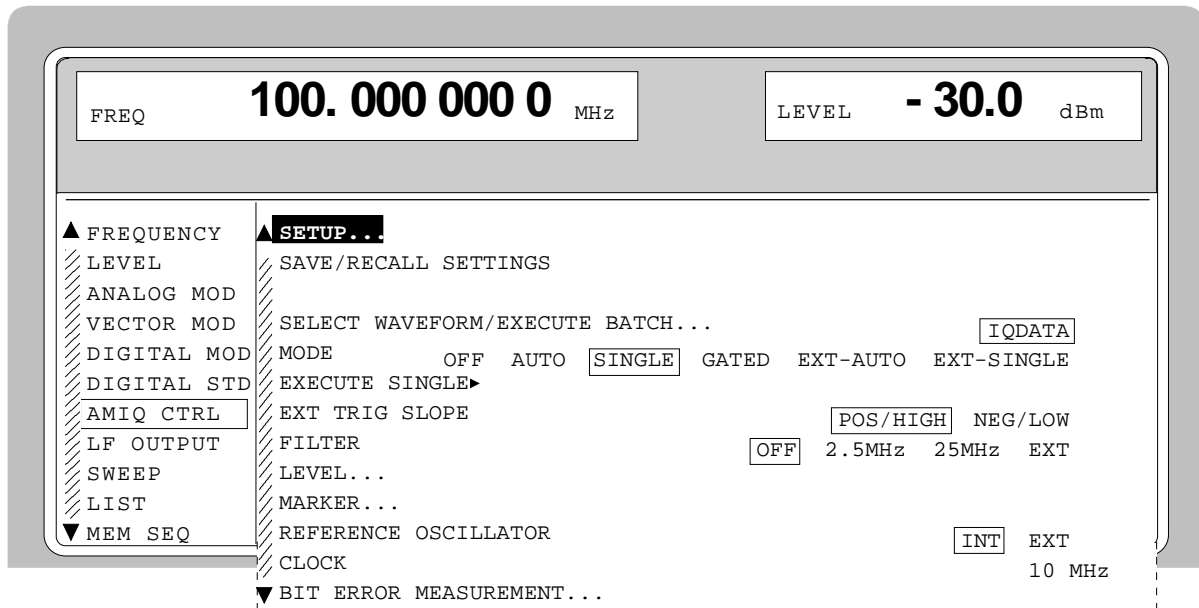 FREQ 100. 000 000 0 MHz LEVEL - 30.0 dBm
FREQUENCY
LEVEL
ANALOG MOD
VECTOR MOD
DIGITAL MOD
DIGITAL STD
AMIQ CTRL
LF OUTPUT
SWEEP
LIST
MEM SEQ
SETUP...
SAVE/RECALL SETTINGS
SELECT WAVEFORM/EXECUTE BATCH... IQDATA
MODE OFF AUTO SINGLE GATED EXT-AUTO EXT-SINGLE
EXECUTE SINGLE▸
EXT TRIG SLOPE POS/HIGH NEG/LOW
FILTER OFF 2.5MHz 25MHz EXT
LEVEL...
MARKER...
REFERENCE OSCILLATOR INT EXT
CLOCK 10 MHz
BIT ERROR MEASUREMENT...